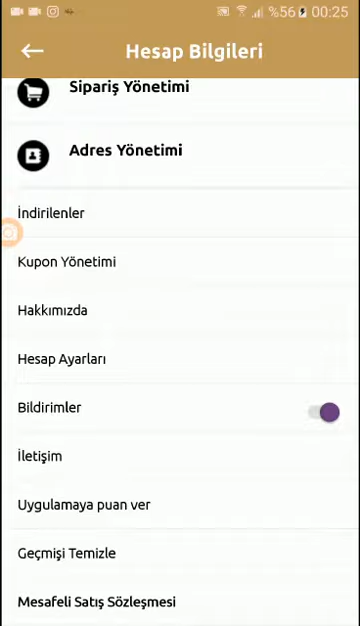 %56 00:25
Hesap Bilgileri
Sipariş Yönetimi
Adres Yönetimi
İndirilenler
Kupon Yönetimi
Hakkımızda
Hesap Ayarları
Bildirimler
İletişim
Uygulamaya puan ver
Geçmişi Temizle
Mesafeli Satış Sözleşmesi